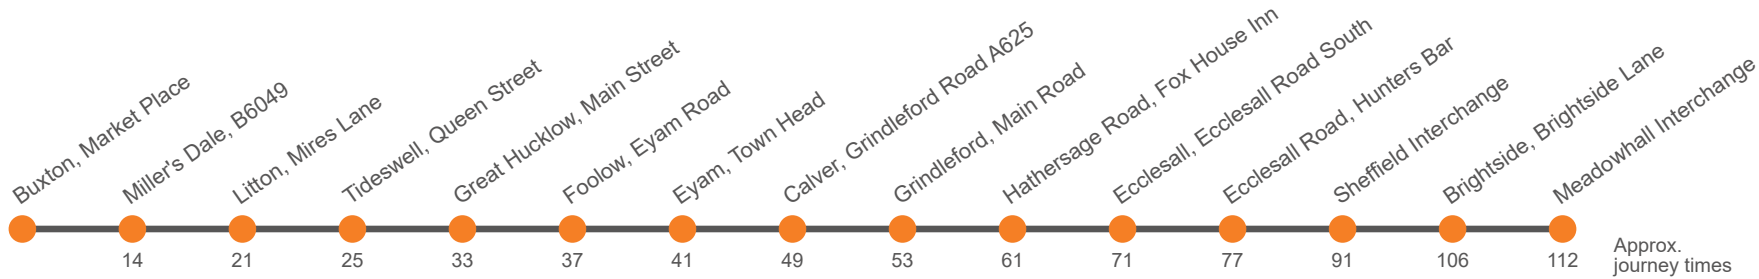 Buxton, Market Place
Miller's Dale, B6049
Litton, Mires Lane
Tideswell, Queen Street
Great Hucklow, Main Street
Foolow, Eyam Road
Eyam, Town Head
Calver, Grindleford Road A625
Grindleford, Main Road
Hathersage Road, Fox House Inn
Ecclesall, Ecclesall Road South
Ecclesall Road, Hunters Bar
Sheffield Interchange
Brightside, Brightside Lane
Meadowhall Interchange
14 21 25 33 37 41 49 53 61 71 77 91 106 112
Approx.
journey times